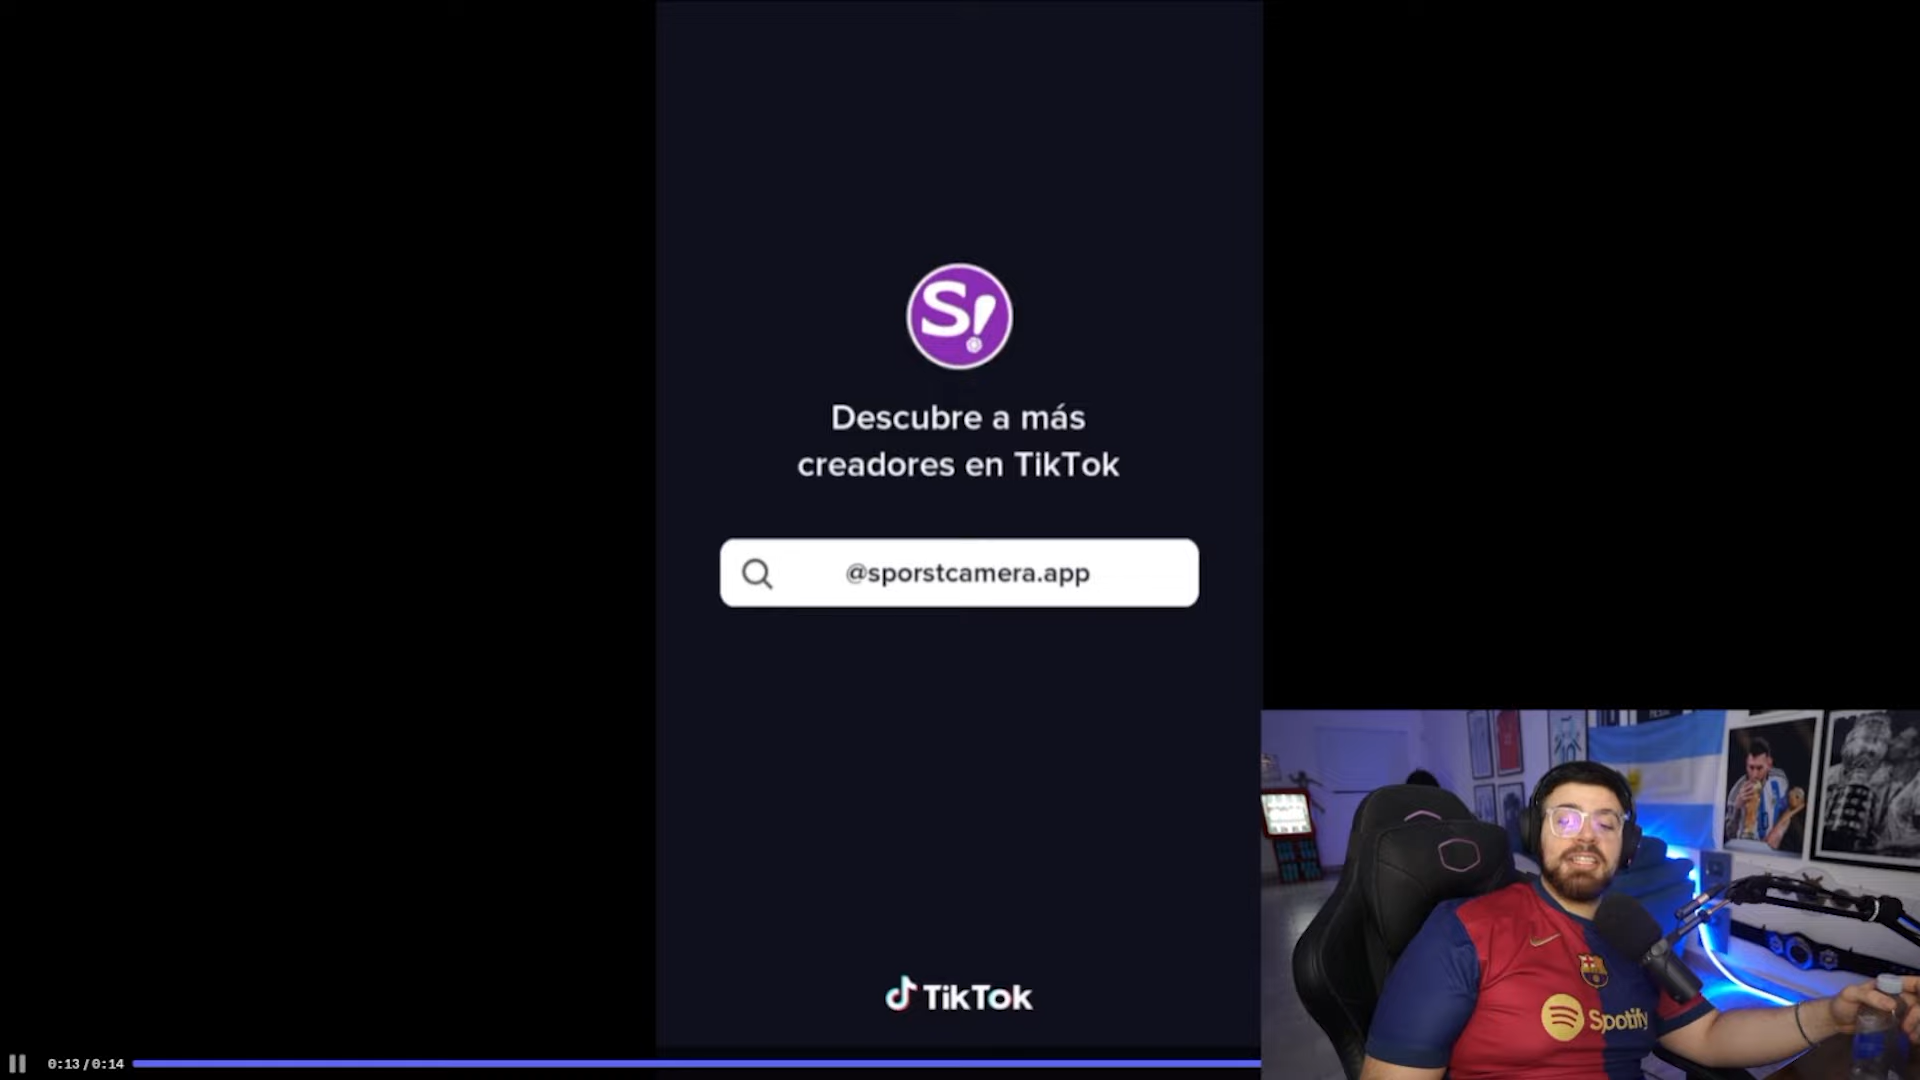 S!
Descubre a más
creadores en TikTok
@sporstcamera.app
TikTok
0:13/0:14
Spotify